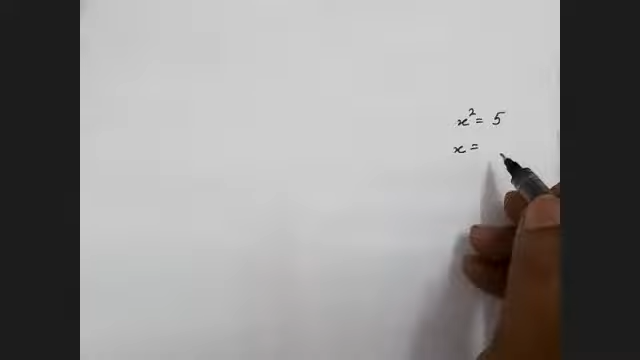 x² = 5
x =